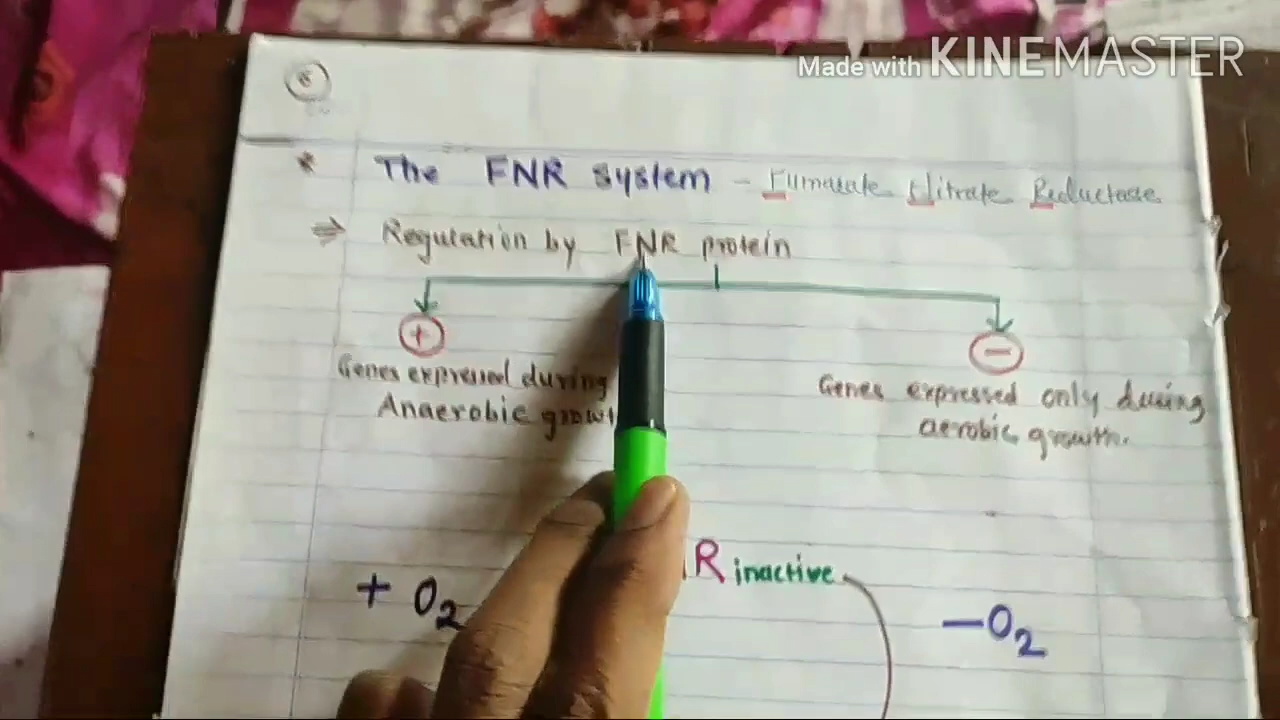 Made with KINEMASTER
* The FNR system - Fumarate Nitrate Reductase
⇒ Regulation by FNR protein
+ −
Genes expressed during
Anaerobic growt
Genes expressed only during
aerobic growth.
R inactive
+ O2
−O2